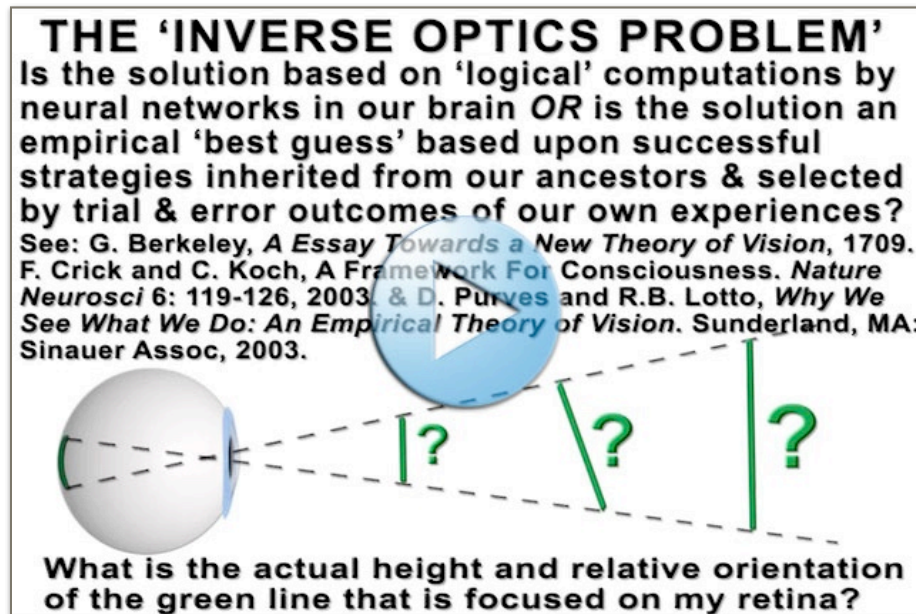 THE ‘INVERSE OPTICS PROBLEM’
Is the solution based on ‘logical’ computations by
neural networks in our brain OR is the solution an
empirical ‘best guess’ based upon successful
strategies inherited from our ancestors & selected
by trial & error outcomes of our own experiences?
See: G. Berkeley, A Essay Towards a New Theory of Vision, 1709.
F. Crick and C. Koch, A Framework For Consciousness. Nature
Neurosci 6: 119-126, 2003. & D. Purves and R.B. Lotto, Why We
See What We Do: An Empirical Theory of Vision. Sunderland, MA:
Sinauer Assoc, 2003.
? ? ?
What is the actual height and relative orientation
of the green line that is focused on my retina?